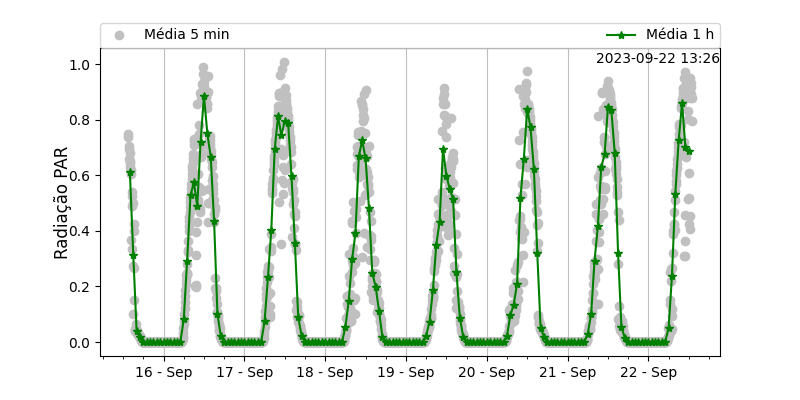 Média 5 min
Média 1 h
2023-09-22 13:26
Radiação PAR
1.0
0.8
0.6
0.4
0.2
0.0
16 - Sep
17 - Sep
18 - Sep
19 - Sep
20 - Sep
21 - Sep
22 - Sep